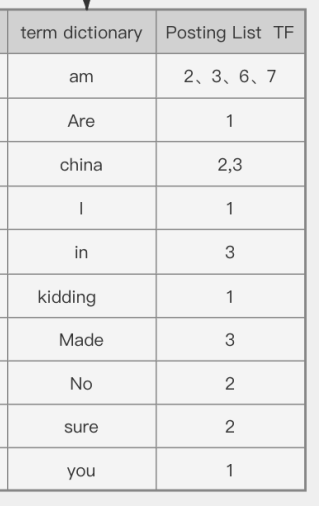 term dictionary Posting List TF
am 2、3、6、7
Are 1
china 2,3
I 1
in 3
kidding 1
Made 3
No 2
sure 2
you 1